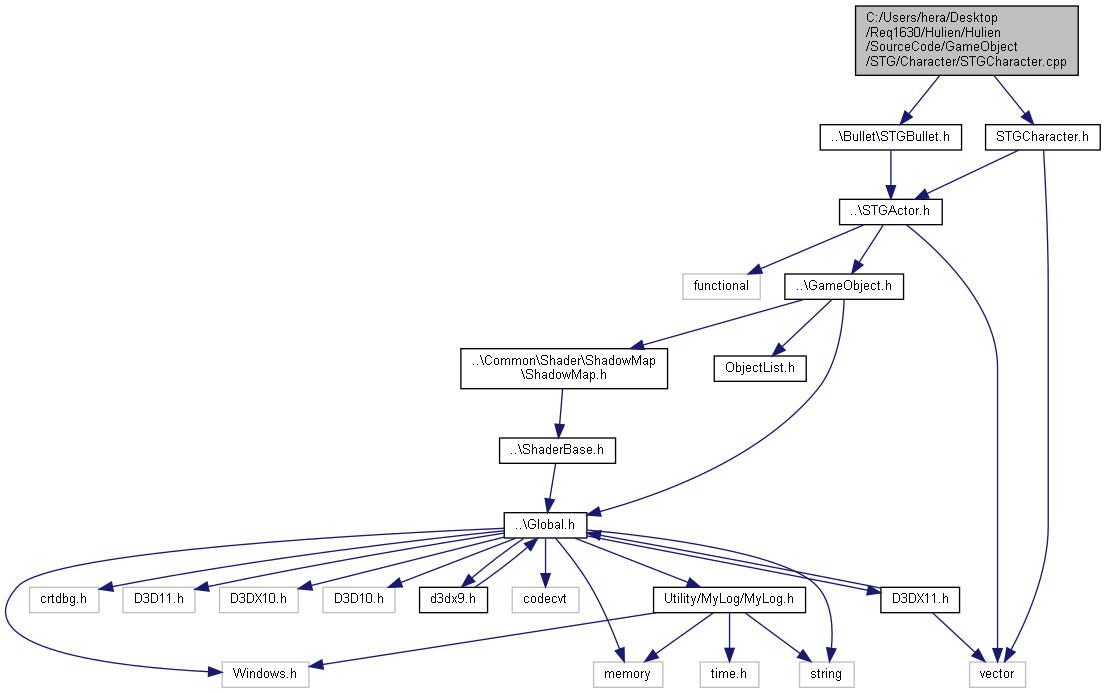 C:/Users/hera/Desktop
/Req1630/Hulien/Hulien
/SourceCode/GameObject
/STG/Character/STGCharacter.cpp
..\Bullet\STGBullet.h
STGCharacter.h
..\STGActor.h
functional
..\GameObject.h
..\Common\Shader\ShadowMap
\ShadowMap.h
ObjectList.h
..\ShaderBase.h
..\Global.h
crtdbg.h
D3D11.h
D3DX10.h
D3D10.h
d3dx9.h
codecvt
Utility/MyLog/MyLog.h
D3DX11.h
Windows.h
memory
time.h
string
vector